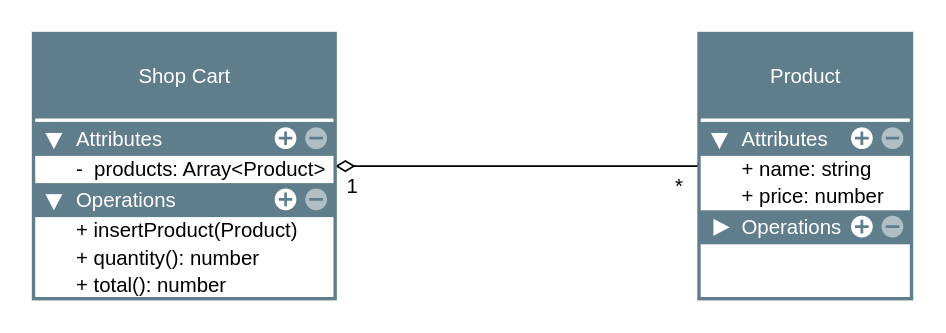 Shop Cart
Attributes
- products: Array<Product>
Operations
+ insertProduct(Product)
+ quantity(): number
+ total(): number
1
*
Product
Attributes
+ name: string
+ price: number
Operations